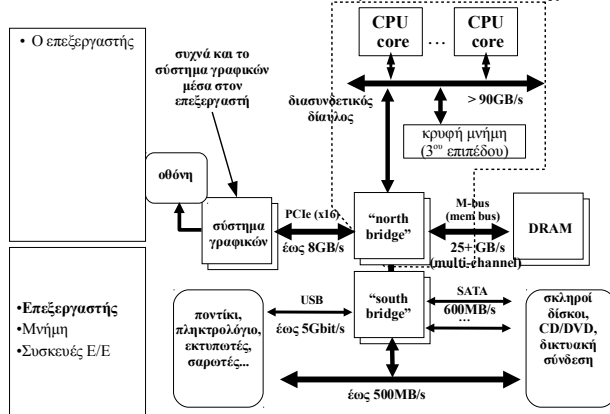 • Ο επεξεργαστής
συχνά και το
σύστημα γραφικών
μέσα στον
επεξεργαστή
CPU
core
...
CPU
core
διασυνδετικός
δίαυλος
> 90GB/s
κρυφή μνήμη
(3ου επιπέδου)
οθόνη
σύστημα
γραφικών
PCIe (x16)
έως 8GB/s
“north
bridge”
M-bus
(mem bus)
25+ GB/s
(multi-channel)
DRAM
•Επεξεργαστής
•Μνήμη
•Συσκευές Ε/Ε
ποντίκι,
πληκτρολόγιο,
εκτυπωτές,
σαρωτές...
USB
έως 5Gbit/s
“south
bridge”
SATA
600MB/s
...
σκληροί
δίσκοι,
CD/DVD,
δικτυακή
σύνδεση
έως 500MB/s